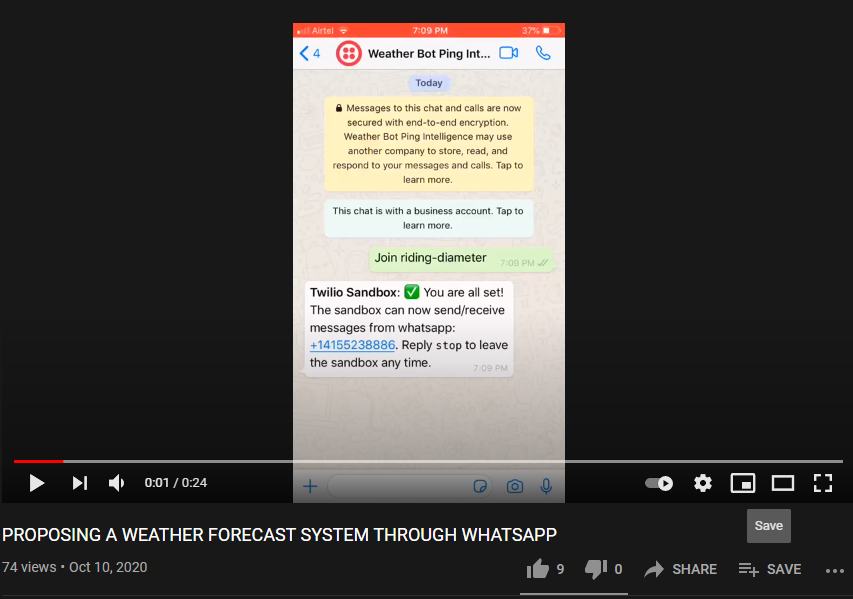 Airtel 7:09 PM 37%
4 Weather Bot Ping Int...
Today
Messages to this chat and calls are now
secured with end-to-end encryption.
Weather Bot Ping Intelligence may use
another company to store, read, and
respond to your messages and calls. Tap to
learn more.
This chat is with a business account. Tap to
learn more.
Join riding-diameter 7:09 PM
Twilio Sandbox: ✅ You are all set!
The sandbox can now send/receive
messages from whatsapp:
+14155238886. Reply stop to leave
the sandbox any time. 7:09 PM
0:01 / 0:24
PROPOSING A WEATHER FORECAST SYSTEM THROUGH WHATSAPP
Save
74 views • Oct 10, 2020
9 0 SHARE SAVE